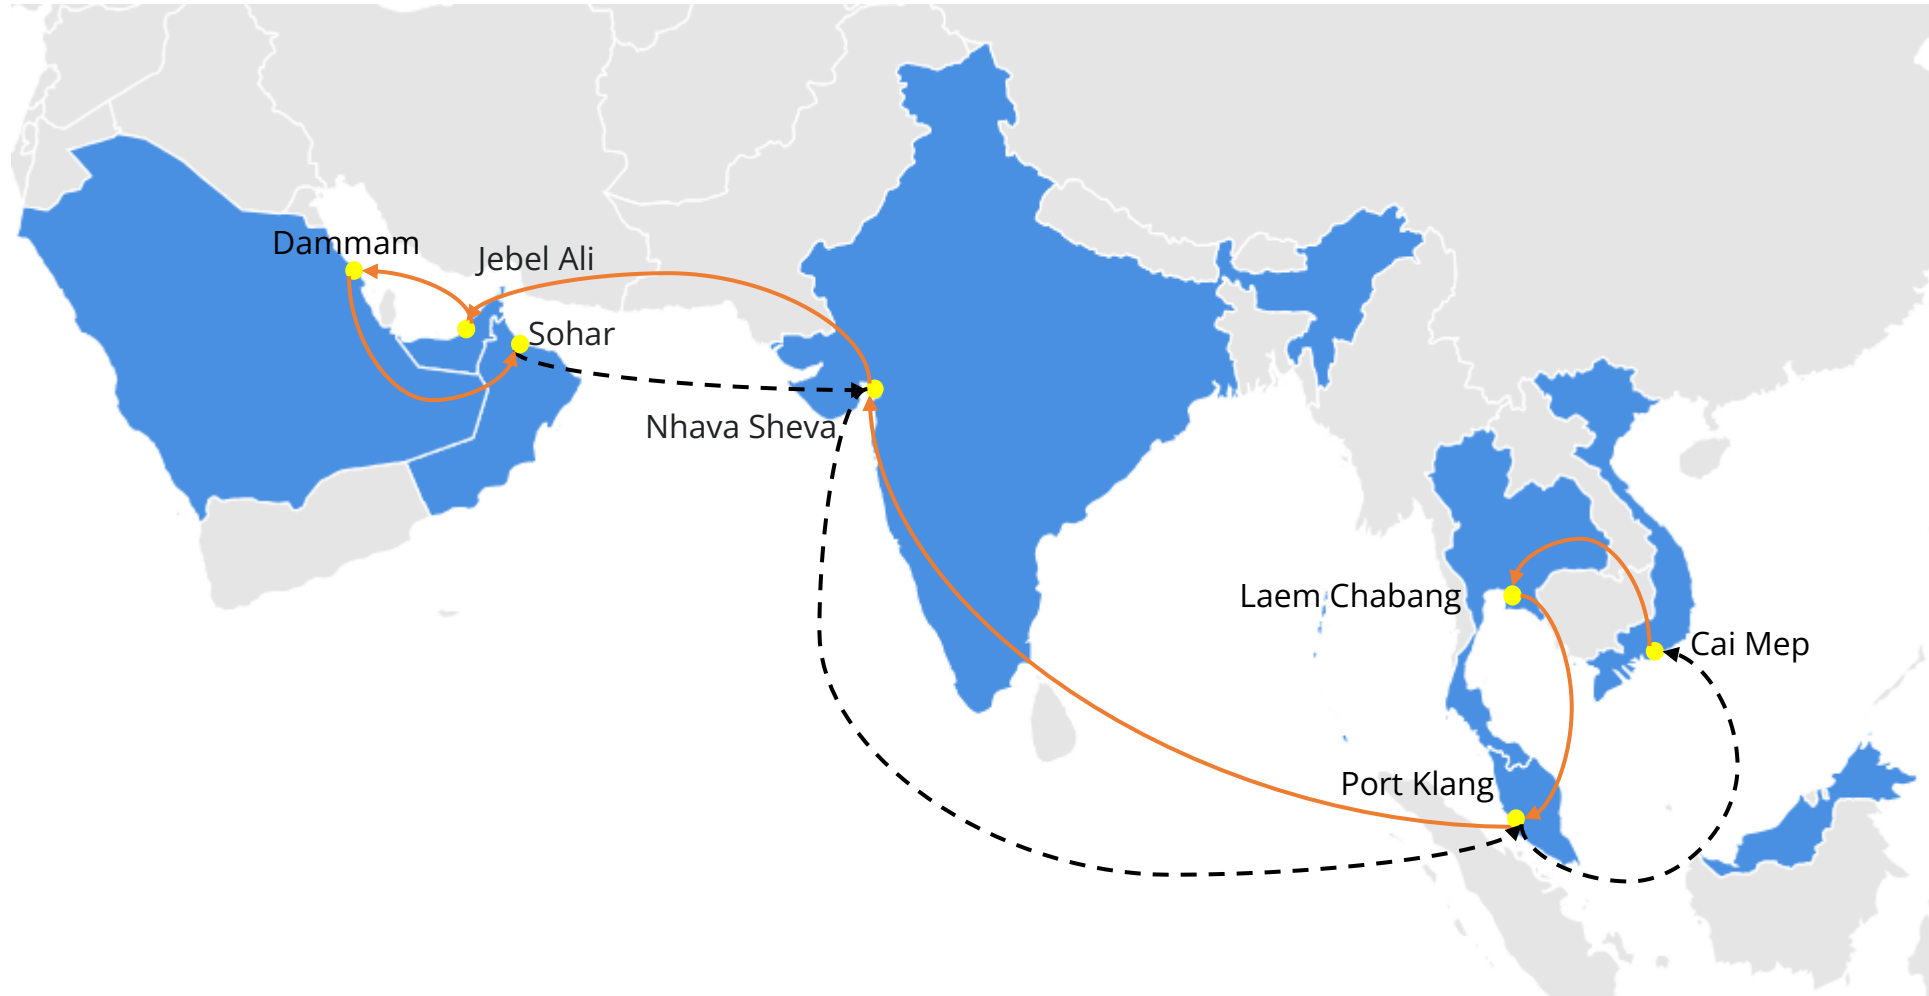 Dammam
Jebel Ali
Sohar
Nhava Sheva
Laem Chabang
Cai Mep
Port Klang